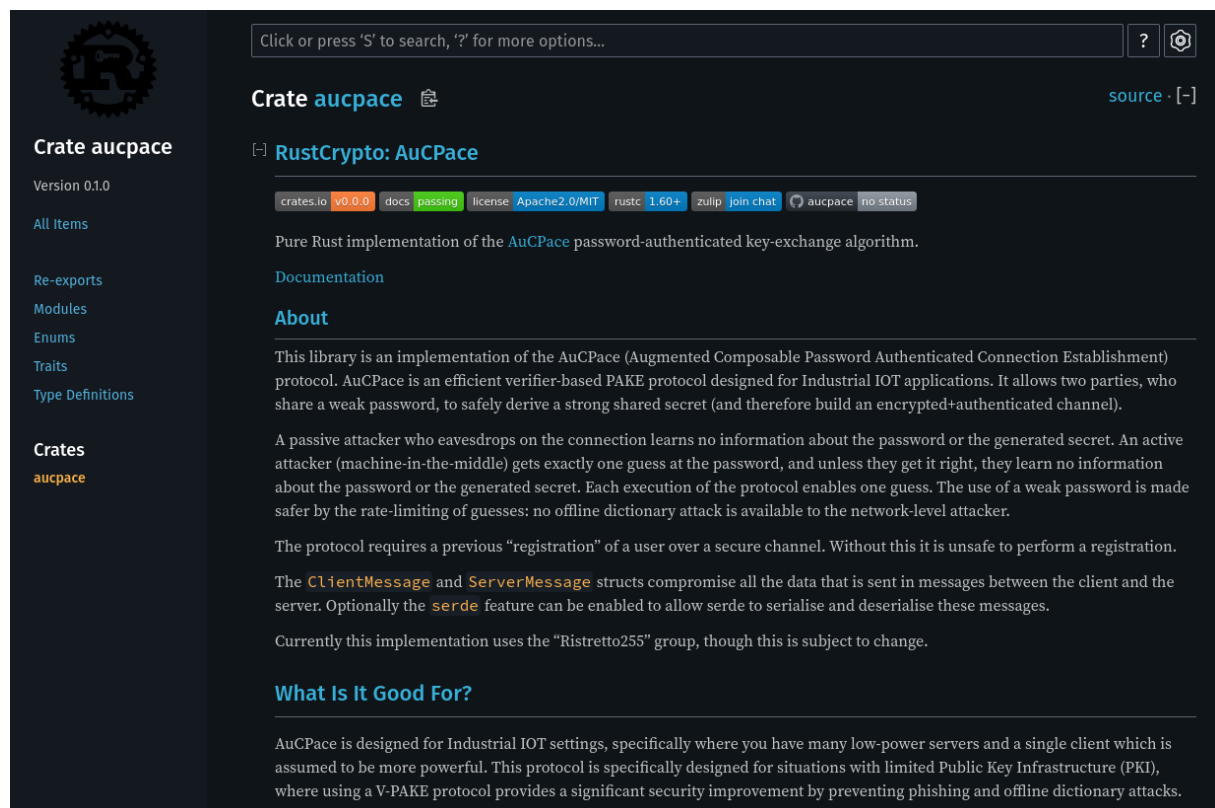 Click or press ‘S’ to search, ‘?’ for more options…
?
Crate aucpace
source · [−]
Crate aucpace
Version 0.1.0
All Items
Re-exports
Modules
Enums
Traits
Type Definitions
Crates
aucpace
[−] RustCrypto: AuCPace
crates.io v0.0.0 docs passing license Apache2.0/MIT rustc 1.60+ zulip join chat aucpace no status
Pure Rust implementation of the AuCPace password-authenticated key-exchange algorithm.
Documentation
About
This library is an implementation of the AuCPace (Augmented Composable Password Authenticated Connection Establishment)
protocol. AuCPace is an efficient verifier-based PAKE protocol designed for Industrial IOT applications. It allows two parties, who
share a weak password, to safely derive a strong shared secret (and therefore build an encrypted+authenticated channel).
A passive attacker who eavesdrops on the connection learns no information about the password or the generated secret. An active
attacker (machine-in-the-middle) gets exactly one guess at the password, and unless they get it right, they learn no information
about the password or the generated secret. Each execution of the protocol enables one guess. The use of a weak password is made
safer by the rate-limiting of guesses: no offline dictionary attack is available to the network-level attacker.
The protocol requires a previous “registration” of a user over a secure channel. Without this it is unsafe to perform a registration.
The ClientMessage and ServerMessage structs compromise all the data that is sent in messages between the client and the
server. Optionally the serde feature can be enabled to allow serde to serialise and deserialise these messages.
Currently this implementation uses the “Ristretto255” group, though this is subject to change.
What Is It Good For?
AuCPace is designed for Industrial IOT settings, specifically where you have many low-power servers and a single client which is
assumed to be more powerful. This protocol is specifically designed for situations with limited Public Key Infrastructure (PKI),
where using a V-PAKE protocol provides a significant security improvement by preventing phishing and offline dictionary attacks.